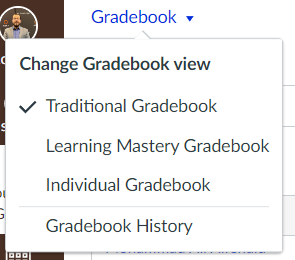 Gradebook
Change Gradebook view
Traditional Gradebook
Learning Mastery Gradebook
Individual Gradebook
Gradebook History